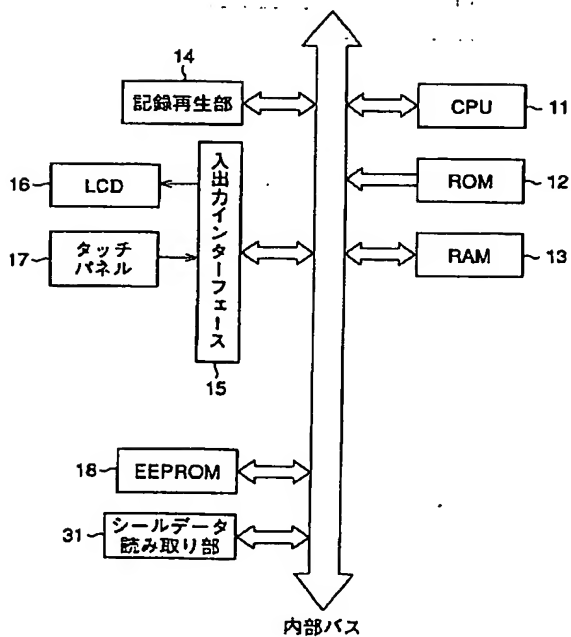 14
記録再生部
CPU
11
16
LCD
入出力インターフェース
ROM
12
17
タッチ
パネル
RAM
13
15
18
EEPROM
31
シールデータ
読み取り部
内部バス